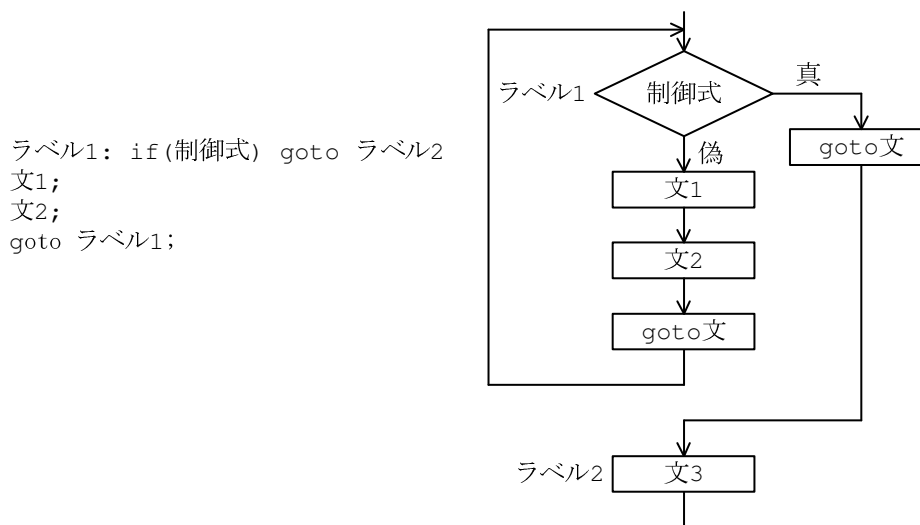 ラベル1: if(制御式) goto ラベル2
文1;
文2;
goto ラベル1;
ラベル1
制御式
真
goto文
偽
文1
文2
goto文
ラベル2
文3